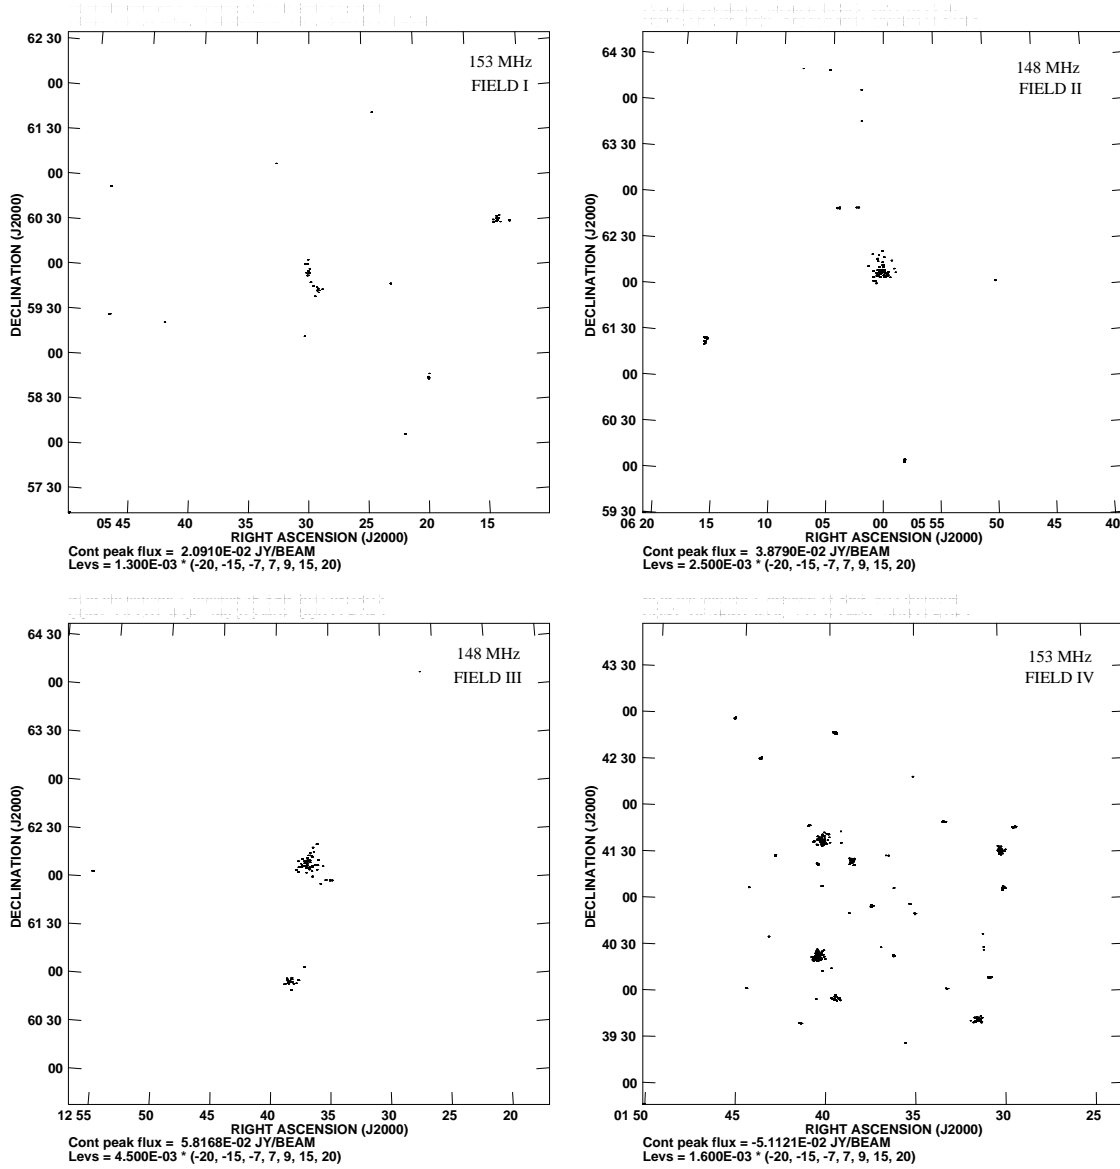 62 30
00
61 30
00
60 30
00
59 30
00
58 30
00
57 30
DECLINATION (J2000)
153 MHz
FIELD I
05 45 40 35 30 25 20 15 10
RIGHT ASCENSION (J2000)
Cont peak flux = 2.0910E-02 JY/BEAM
Levs = 1.300E-03 * (-20, -15, -7, 7, 9, 15, 20)
64 30
00
63 30
00
62 30
00
61 30
00
60 30
00
59 30
DECLINATION (J2000)
148 MHz
FIELD II
06 20 15 10 05 00 05 55 50 45 40
RIGHT ASCENSION (J2000)
Cont peak flux = 3.8790E-02 JY/BEAM
Levs = 2.500E-03 * (-20, -15, -7, 7, 9, 15, 20)
64 30
00
63 30
00
62 30
00
61 30
00
60 30
00
DECLINATION (J2000)
148 MHz
FIELD III
12 55 50 45 40 35 30 25 20
RIGHT ASCENSION (J2000)
Cont peak flux = 5.8168E-02 JY/BEAM
Levs = 4.500E-03 * (-20, -15, -7, 7, 9, 15, 20)
43 30
00
42 30
00
41 30
00
40 30
00
39 30
00
DECLINATION (J2000)
153 MHz
FIELD IV
01 50 45 40 35 30 25
RIGHT ASCENSION (J2000)
Cont peak flux = -5.1121E-02 JY/BEAM
Levs = 1.600E-03 * (-20, -15, -7, 7, 9, 15, 20)